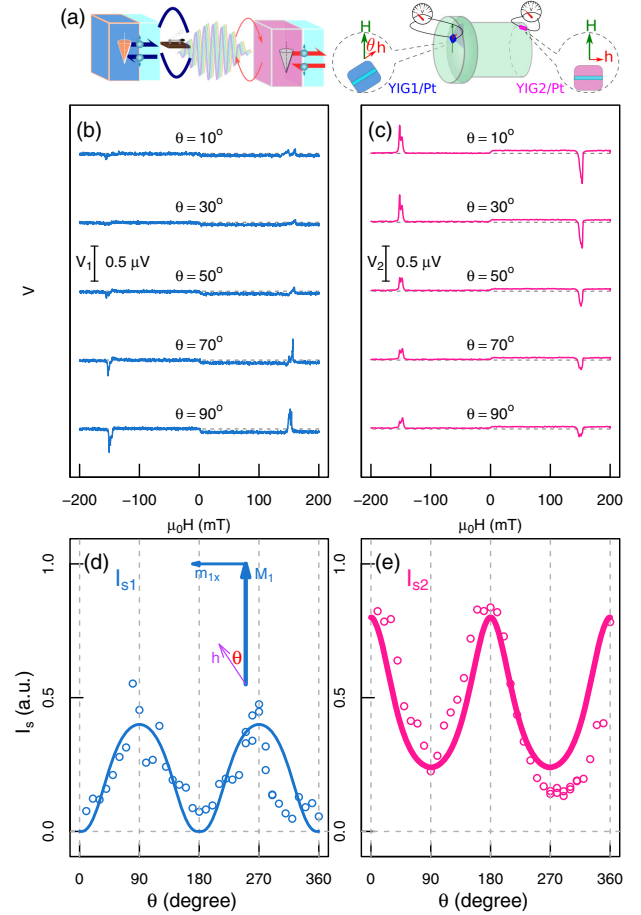 (a)
H
θ
h
YIG1/Pt
YIG2/Pt
H
h
(b)
θ = 10°
θ = 30°
V₁
0.5 μV
θ = 50°
θ = 70°
θ = 90°
V
−200
−100
0
100
200
μ₀H (mT)
(c)
θ = 10°
θ = 30°
V₂
0.5 μV
θ = 50°
θ = 70°
θ = 90°
−200
−100
0
100
200
μ₀H (mT)
(d)
Iₛ₁
m₁ₓ
M₁
h
θ
1.0
0.5
0.0
Iₛ (a.u.)
0
90
180
270
360
θ (degree)
(e)
Iₛ₂
1.0
0.5
0.0
0
90
180
270
360
θ (degree)